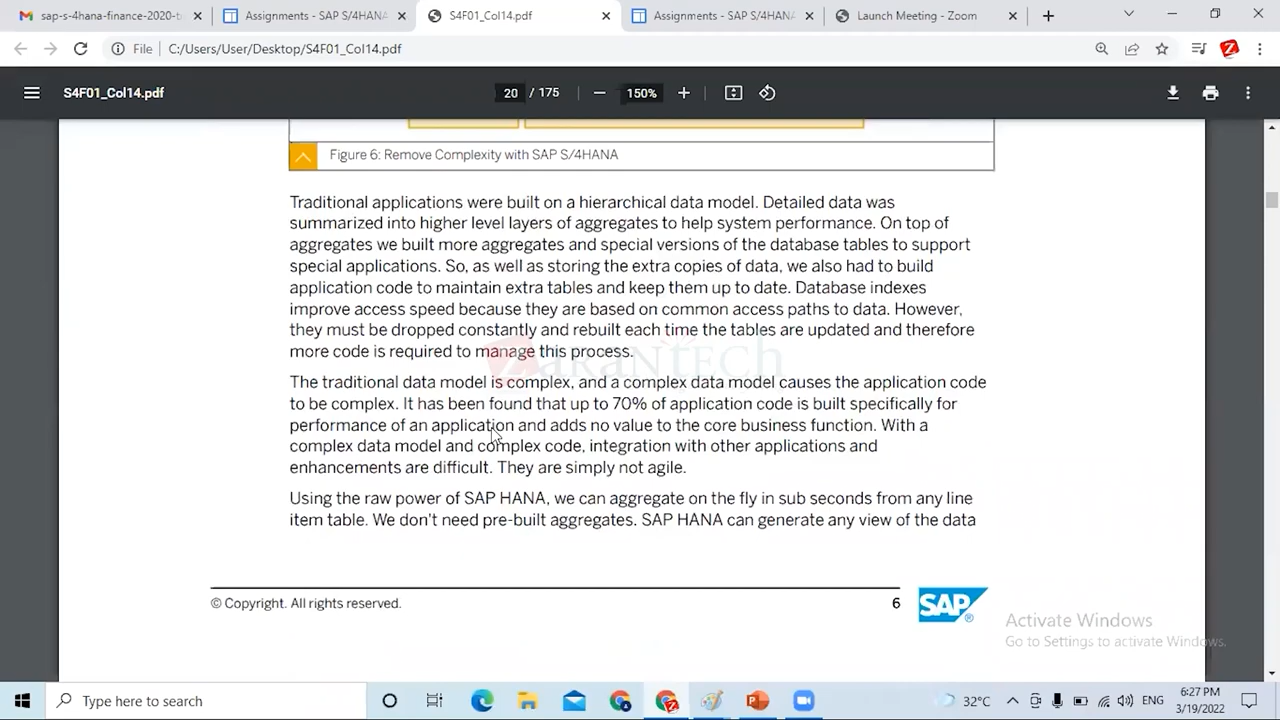 sap-s-4hana-finance-2020-t
Assignments - SAP S/4HANA
S4F01_Col14.pdf
Assignments - SAP S/4HANA
Launch Meeting - Zoom
File C:/Users/User/Desktop/S4F01_Col14.pdf
S4F01_Col14.pdf
20 / 175
150%
Figure 6: Remove Complexity with SAP S/4HANA
Traditional applications were built on a hierarchical data model. Detailed data was
summarized into higher level layers of aggregates to help system performance. On top of
aggregates we built more aggregates and special versions of the database tables to support
special applications. So, as well as storing the extra copies of data, we also had to build
application code to maintain extra tables and keep them up to date. Database indexes
improve access speed because they are based on common access paths to data. However,
they must be dropped constantly and rebuilt each time the tables are updated and therefore
more code is required to manage this process.
ZaranTech
The traditional data model is complex, and a complex data model causes the application code
to be complex. It has been found that up to 70% of application code is built specifically for
performance of an application and adds no value to the core business function. With a
complex data model and complex code, integration with other applications and
enhancements are difficult. They are simply not agile.
Using the raw power of SAP HANA, we can aggregate on the fly in sub seconds from any line
item table. We don't need pre-built aggregates. SAP HANA can generate any view of the data
© Copyright. All rights reserved.
6
SAP
Activate Windows
Go to Settings to activate Windows.
Type here to search
32°C
ENG
6:27 PM
3/19/2022